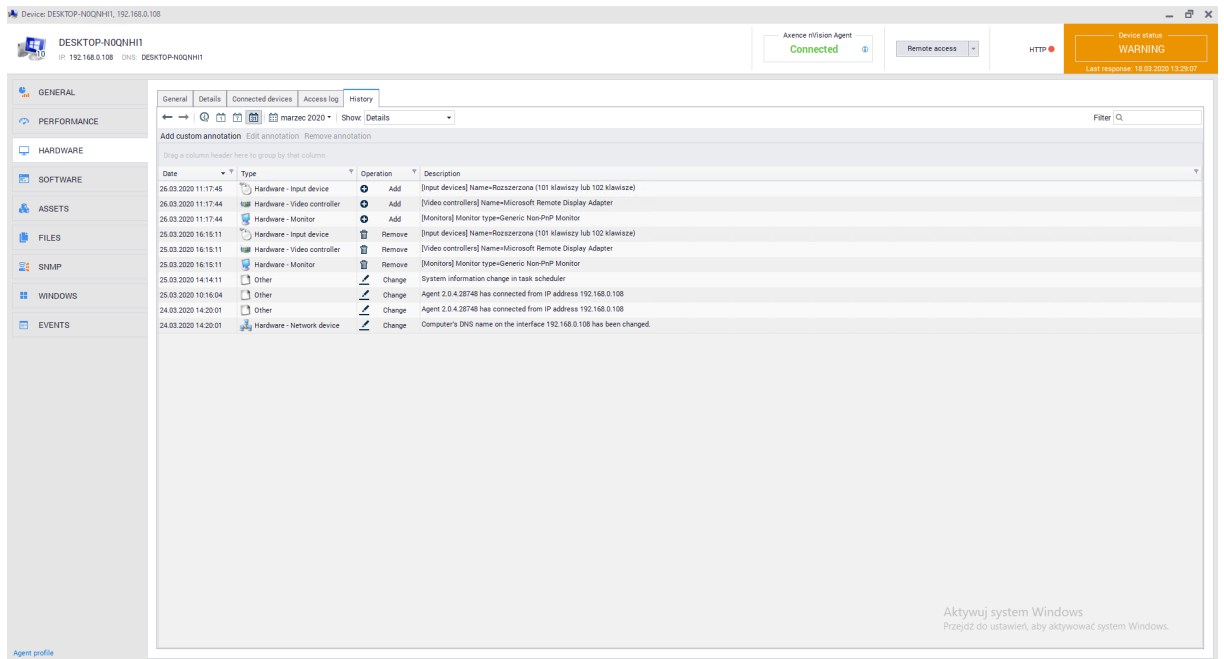 Device: DESKTOP-N0QNHI1, 192.168.0.108
DESKTOP-N0QNHI1
IP: 192.168.0.108 DNS: DESKTOP-N0QNHI1
Axence nVision Agent
Connected
Remote access
HTTP
Device status
WARNING
Last response: 18.03.2020 13:29:07
GENERAL
PERFORMANCE
HARDWARE
SOFTWARE
ASSETS
FILES
SNMP
WINDOWS
EVENTS
Agent profile
General Details Connected devices Access log History
marzec 2020 Show: Details Filter
Add custom annotation Edit annotation Remove annotation
Drag a column header here to group by that column
Date Type Operation Description
26.03.2020 11:17:45 Hardware - Input device Add [Input devices] Name=Rozszerzona (101 klawiszy lub 102 klawisze)
26.03.2020 11:17:44 Hardware - Video controller Add [Video controllers] Name=Microsoft Remote Display Adapter
26.03.2020 11:17:44 Hardware - Monitor Add [Monitors] Monitor type=Generic Non-PnP Monitor
25.03.2020 16:15:11 Hardware - Input device Remove [Input devices] Name=Rozszerzona (101 klawiszy lub 102 klawisze)
25.03.2020 16:15:11 Hardware - Video controller Remove [Video controllers] Name=Microsoft Remote Display Adapter
25.03.2020 16:15:11 Hardware - Monitor Remove [Monitors] Monitor type=Generic Non-PnP Monitor
25.03.2020 14:14:11 Other Change System information change in task scheduler
25.03.2020 10:16:04 Other Change Agent 2.0.4.28748 has connected from IP address 192.168.0.108
24.03.2020 14:20:01 Other Change Agent 2.0.4.28748 has connected from IP address 192.168.0.108
24.03.2020 14:20:01 Hardware - Network device Change Computer's DNS name on the interface 192.168.0.108 has been changed.
Aktywuj system Windows
Przejdź do ustawień, aby aktywować system Windows.